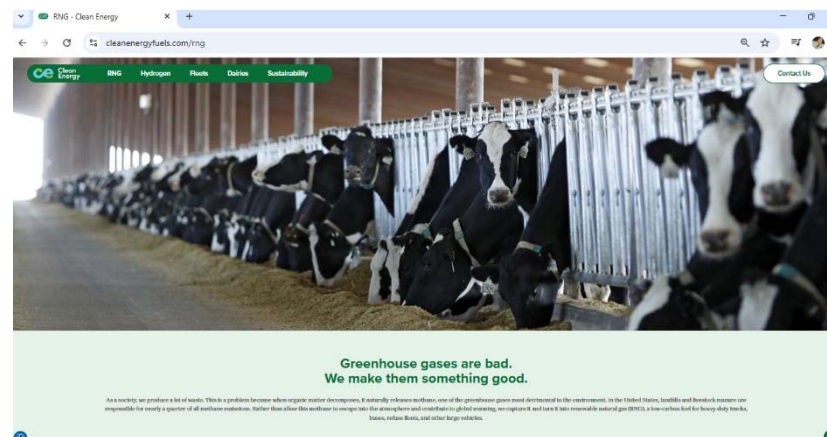 RNG - Clean Energy
cleanenergyfuels.com/rng
ce Clean Energy RNG Hydrogen Fleets Dairies Sustainability Contact Us
Greenhouse gases are bad.
We make them something good.
As a society, we produce a lot of waste. This is a problem because when organic matter decomposes, it naturally releases methane, one of the greenhouse gases most detrimental to the environment. In the United States, landfills and livestock manure are
responsible for nearly a quarter of all methane emissions. Rather than allow this methane to escape into the atmosphere and contribute to global warming, we capture it and turn it into renewable natural gas (RNG), a low-carbon fuel for heavy-duty trucks,
buses, refuse fleets, and other large vehicles.